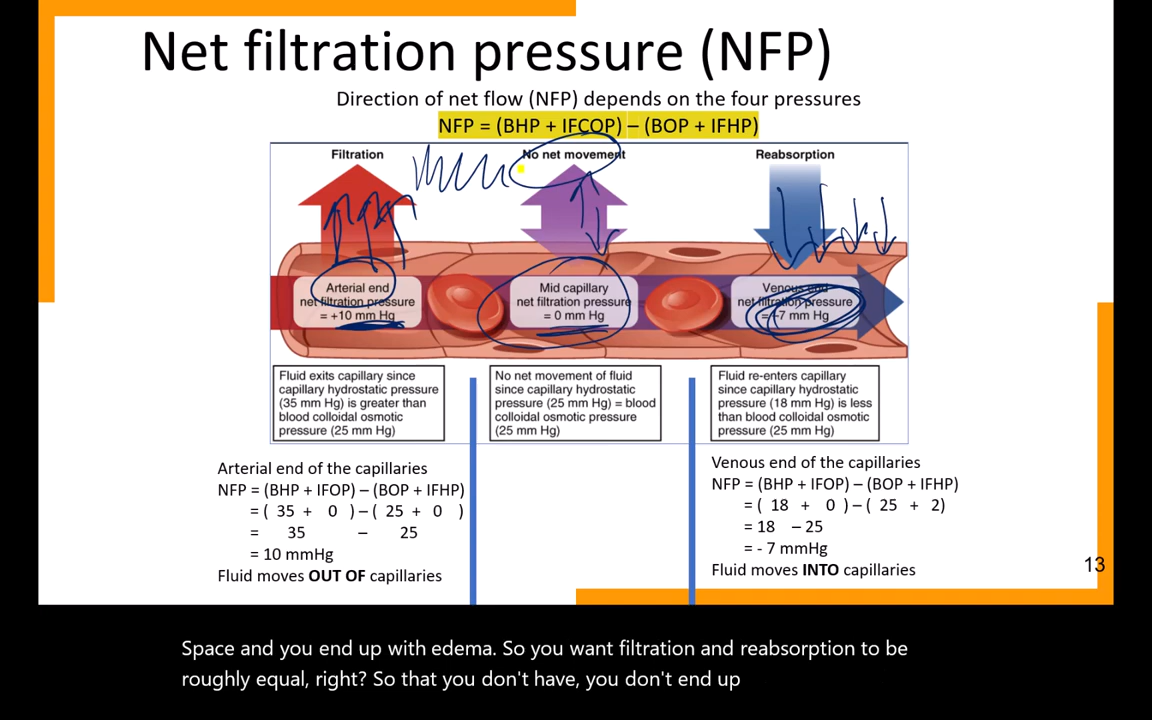 Net filtration pressure (NFP)
Direction of net flow (NFP) depends on the four pressures
NFP = (BHP + IFCOP) – (BOP + IFHP)
Filtration
No net movement
Reabsorption
Arterial end
net filtration pressure
= +10 mm Hg
Mid capillary
net filtration pressure
= 0 mm Hg
Venous end
net filtration pressure
= -7 mm Hg
Fluid exits capillary since
capillary hydrostatic pressure
(35 mm Hg) is greater than
blood colloidal osmotic
pressure (25 mm Hg)
No net movement of fluid
since capillary hydrostatic
pressure (25 mm Hg) = blood
colloidal osmotic pressure
(25 mm Hg)
Fluid re-enters capillary
since capillary hydrostatic
pressure (18 mm Hg) is less
than blood colloidal osmotic
pressure (25 mm Hg)
Arterial end of the capillaries
NFP = (BHP + IFOP) – (BOP + IFHP)
= ( 35 + 0 ) – ( 25 + 0 )
= 35 – 25
= 10 mmHg
Fluid moves OUT OF capillaries
Venous end of the capillaries
NFP = (BHP + IFOP) – (BOP + IFHP)
= ( 18 + 0 ) – ( 25 + 2)
= 18 – 25
= - 7 mmHg
Fluid moves INTO capillaries
13
Space and you end up with edema. So you want filtration and reabsorption to be
roughly equal, right? So that you don't have, you don't end up